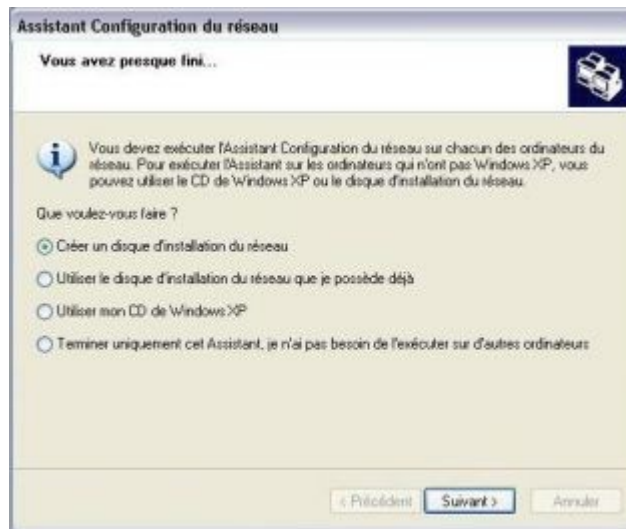 Assistant Configuration du réseau
Vous avez presque fini...
Vous devez exécuter l'Assistant Configuration du réseau sur chacun des ordinateurs du
réseau. Pour exécuter l'Assistant sur les ordinateurs qui n'ont pas Windows XP, vous
pouvez utiliser le CD de Windows XP ou le disque d'installation du réseau.
Que voulez-vous faire ?
Créer un disque d'installation du réseau
Utiliser le disque d'installation du réseau que je possède déjà
Utiliser mon CD de Windows XP
Terminer uniquement cet Assistant, je n'ai pas besoin de l'exécuter sur d'autres ordinateurs
< Précédent Suivant > Annuler